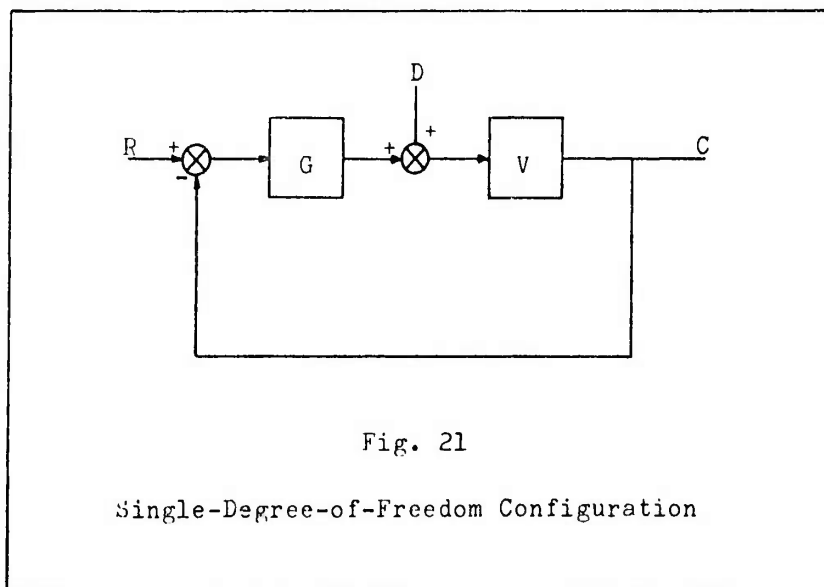 D
R + - G + + V C
Fig. 21
Single-Degree-of-Freedom Configuration